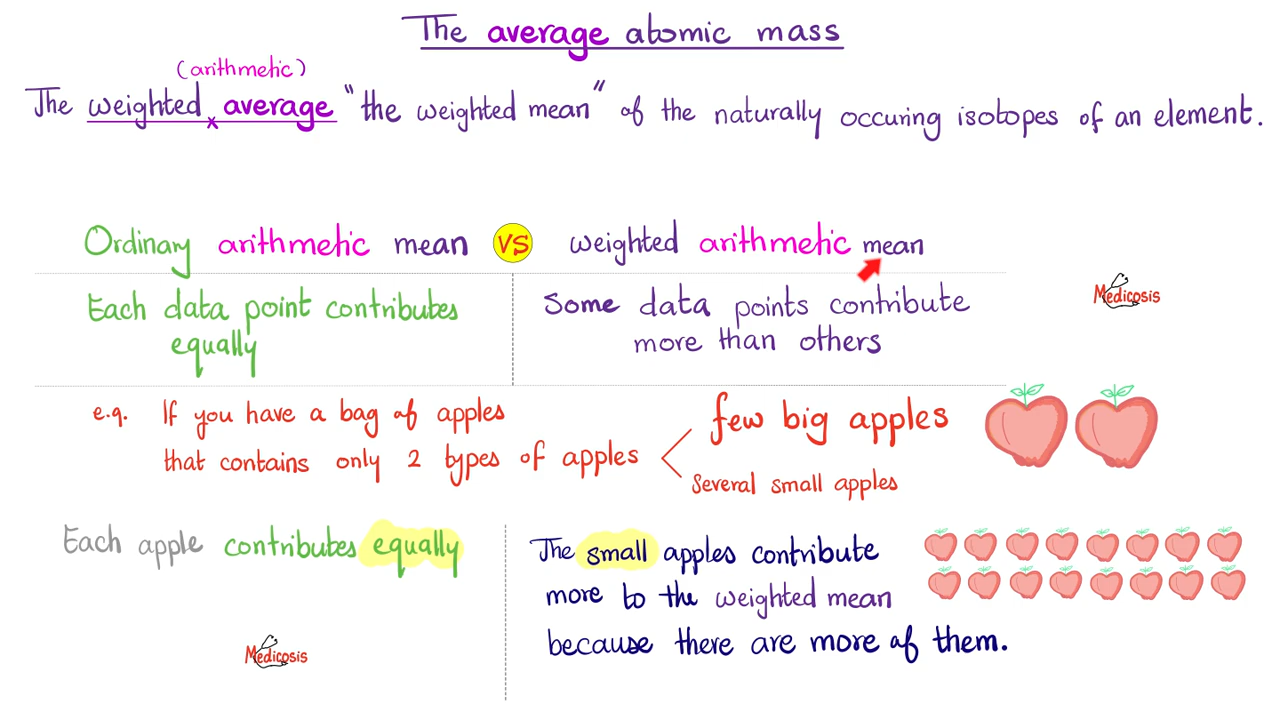 The average atomic mass
(arithmetic)
The weighted x average "the weighted mean" of the naturally occuring isotopes of an element.
Ordinary arithmetic mean VS weighted arithmetic mean
Each data point contributes
equally
Some data points contribute
more than others
Medicosis
e.g. If you have a bag of apples
that contains only 2 types of apples
few big apples
Several small apples
Each apple contributes equally
The small apples contribute
more to the weighted mean
because there are more of them.
Medicosis